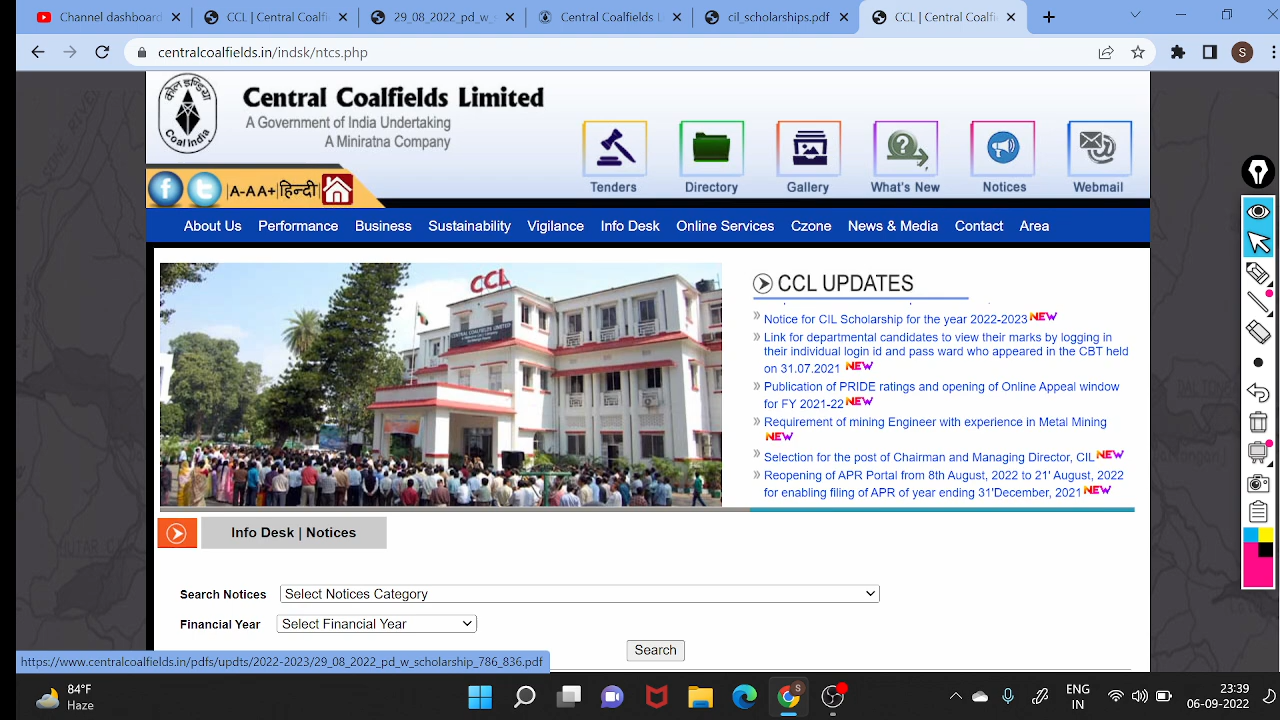 Channel dashboard
CCL | Notices
29_08_2022_pd_w_s
Central Coalfields L
cil_scholarships.pdf
CCL | What's New
centralcoalfields.in/indsk/ntcs.php
S
कोल इण्डिया
Coal India
Central Coalfields Limited
A Government of India Undertaking
A Miniratna Company
Tenders
Directory
Gallery
What's New
Notices
Webmail
|A-AA+|हिन्दी|
About Us Performance Business Sustainability Vigilance Info Desk Online Services Czone News & Media Contact Area
CCL
CENTRAL COALFIELDS LIMITED
CCL UPDATES
Notice for CIL Scholarship for the year 2022-2023 NEW
Link for departmental candidates to view their marks by logging in
their individual login id and pass ward who appeared in the CBT held
on 31.07.2021 NEW
Publication of PRIDE ratings and opening of Online Appeal window
for FY 2021-22 NEW
Requirement of mining Engineer with experience in Metal Mining
NEW
Selection for the post of Chairman and Managing Director, CIL NEW
Reopening of APR Portal from 8th August, 2022 to 21' August, 2022
for enabling filing of APR of year ending 31'December, 2021 NEW
Info Desk | Notices
Search Notices Select Notices Category
Financial Year Select Financial Year
Search
https://www.centralcoalfields.in/pdfs/updts/2022-2023/29_08_2022_pd_w_scholarship_786_836.pdf
84°F
Haze
S
ENG
IN
23:39
06-09-2022